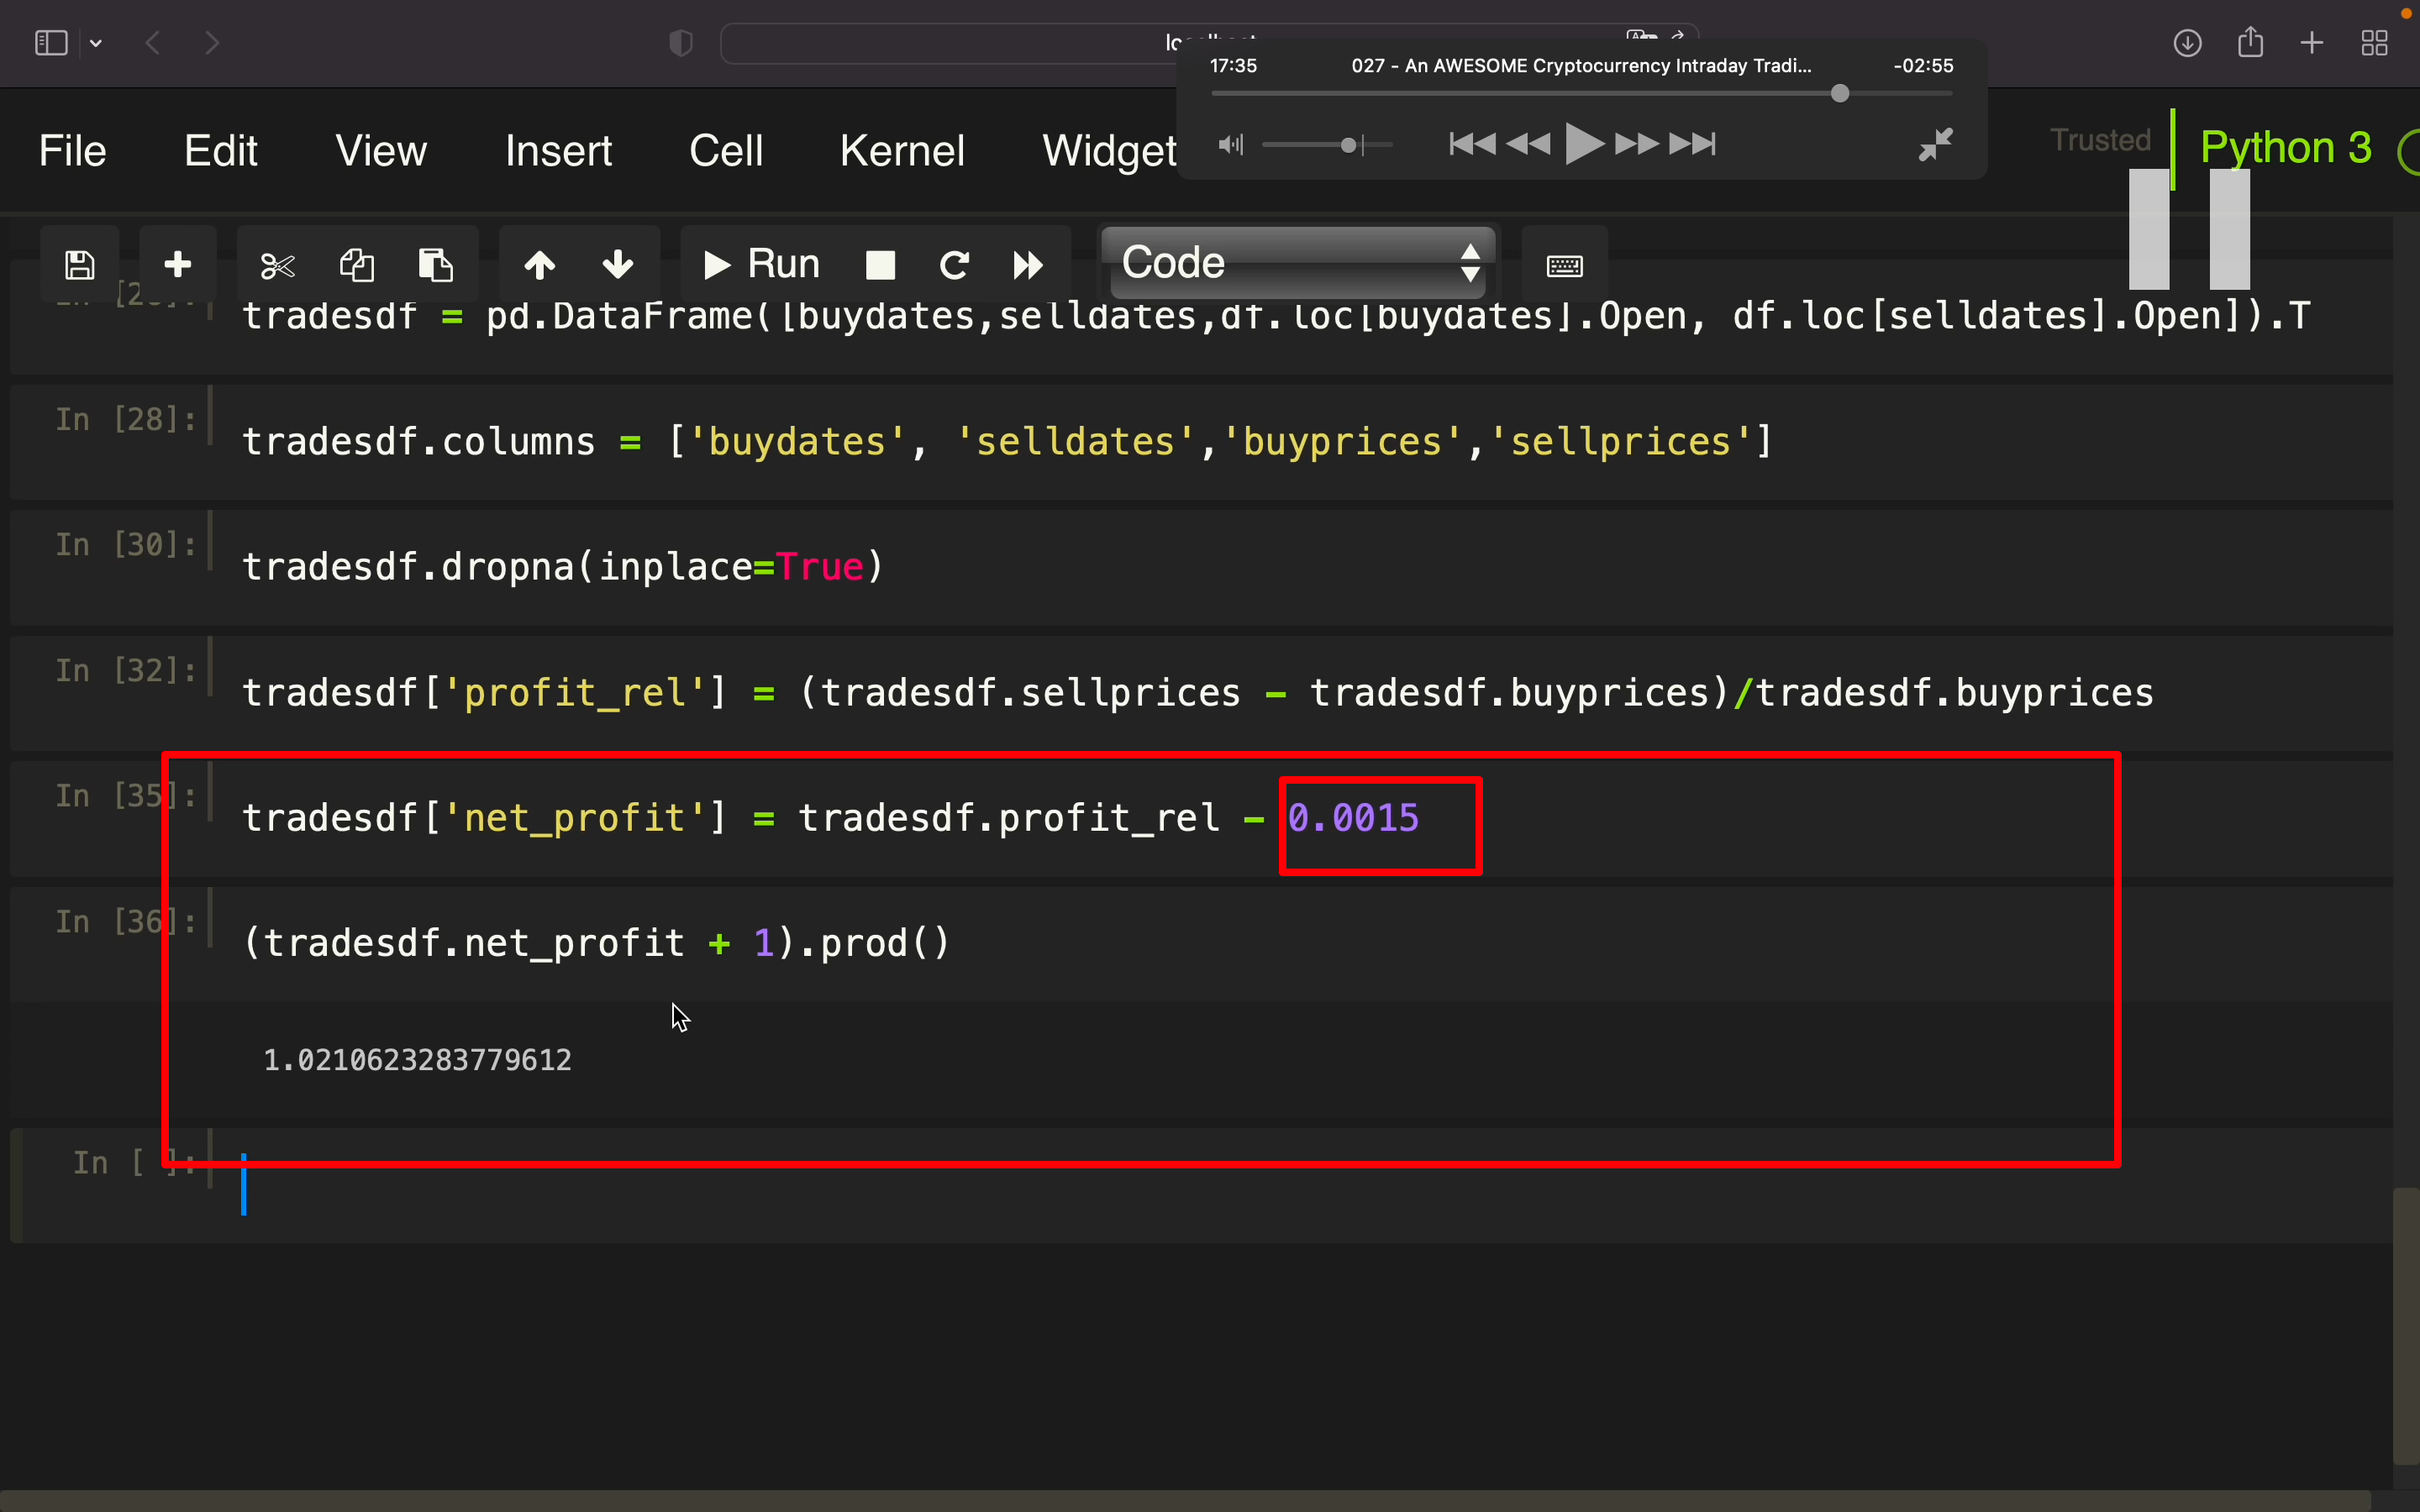 17:35 027 - An AWESOME Cryptocurrency Intraday Tradi... -02:55
File Edit View Insert Cell Kernel Widget Trusted Python 3
Run Code
tradesdf = pd.DataFrame([buydates,selldates,df.loc[buydates].Open, df.loc[selldates].Open]).T
In [28]: tradesdf.columns = ['buydates', 'selldates','buyprices','sellprices']
In [30]: tradesdf.dropna(inplace=True)
In [32]: tradesdf['profit_rel'] = (tradesdf.sellprices - tradesdf.buyprices)/tradesdf.buyprices
In [35]: tradesdf['net_profit'] = tradesdf.profit_rel - 0.0015
In [36]: (tradesdf.net_profit + 1).prod()
1.0210623283779612
In [ ]: